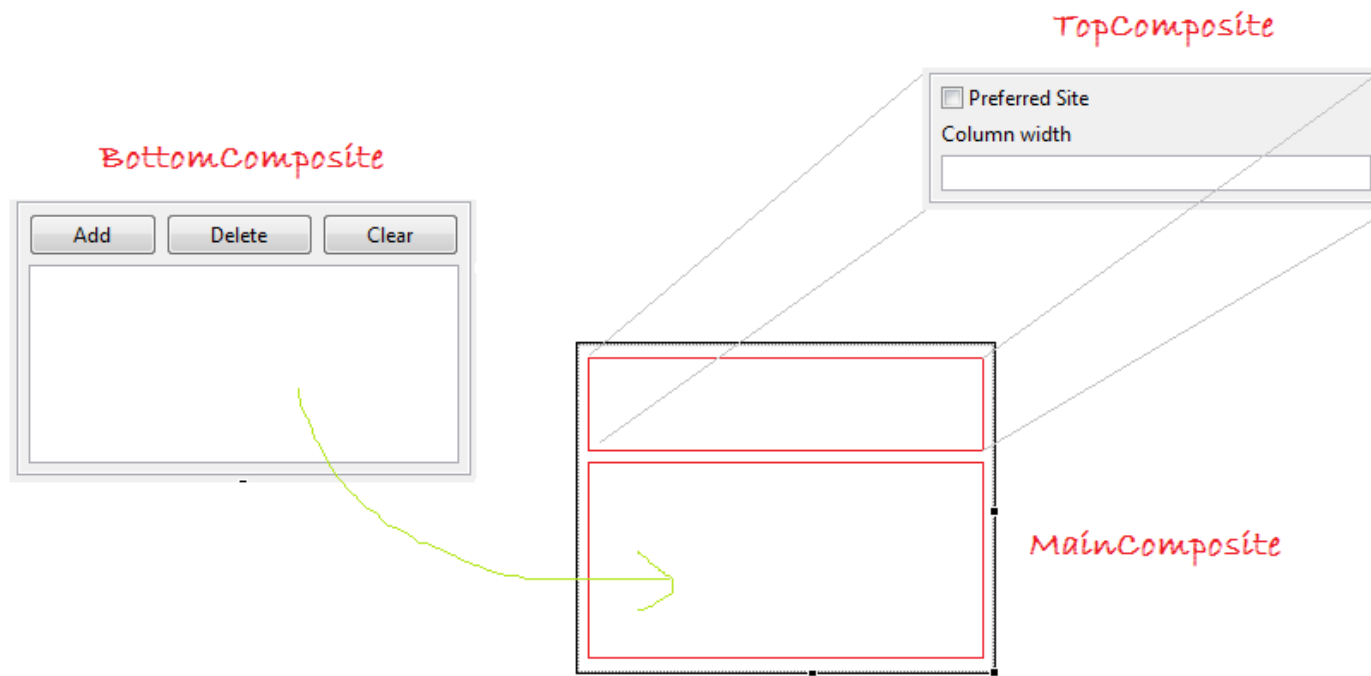 TopComposite
Preferred Site
Column width
BottomComposite
Add Delete Clear
MainComposite